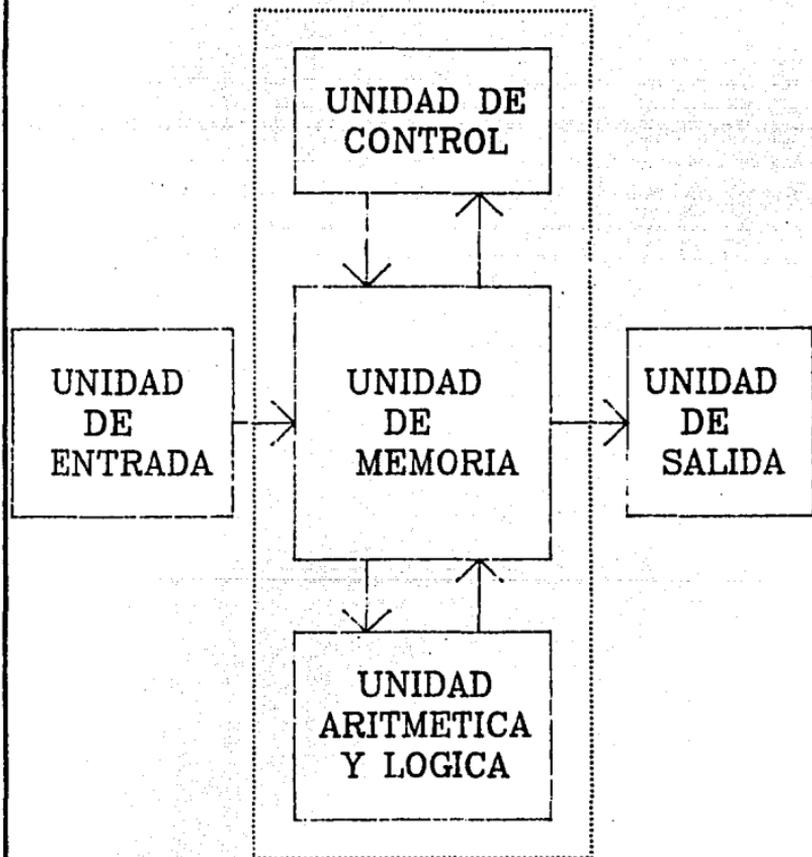 UNIDAD DE
CONTROL
UNIDAD
DE
ENTRADA
UNIDAD
DE
MEMORIA
UNIDAD
DE
SALIDA
UNIDAD
ARITMETICA
Y LOGICA